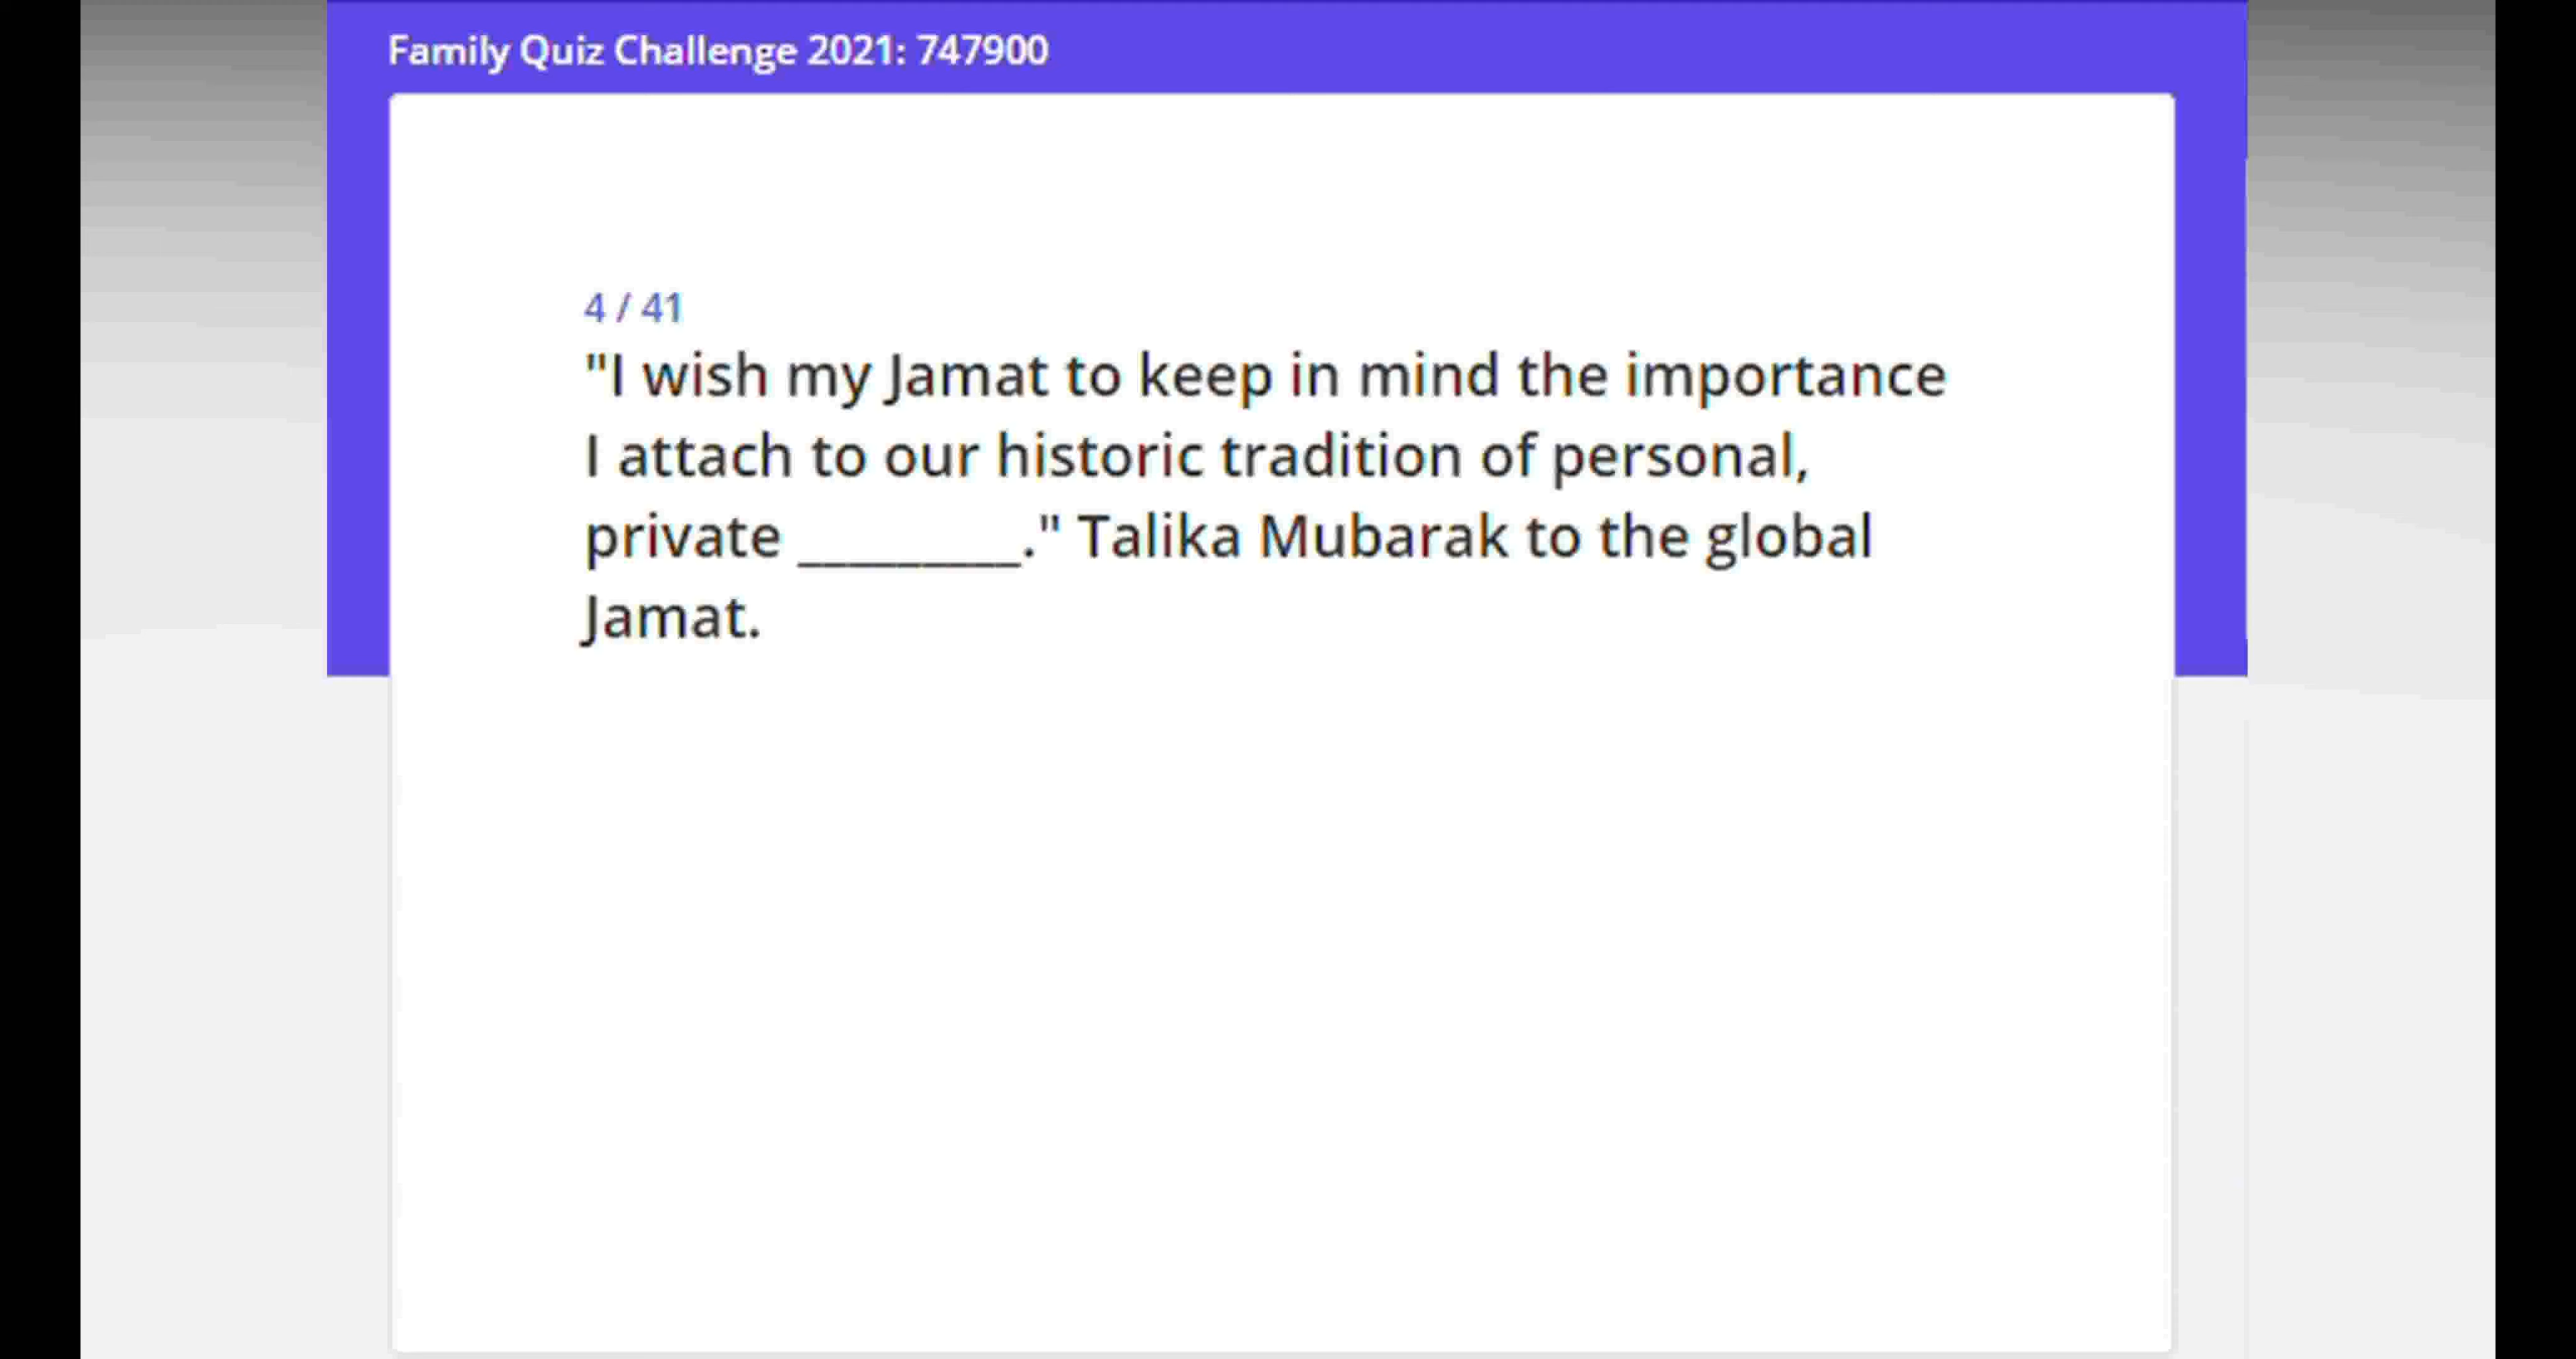 Family Quiz Challenge 2021: 747900
4 / 41
"I wish my Jamat to keep in mind the importance
I attach to our historic tradition of personal,
private _________." Talika Mubarak to the global
Jamat.